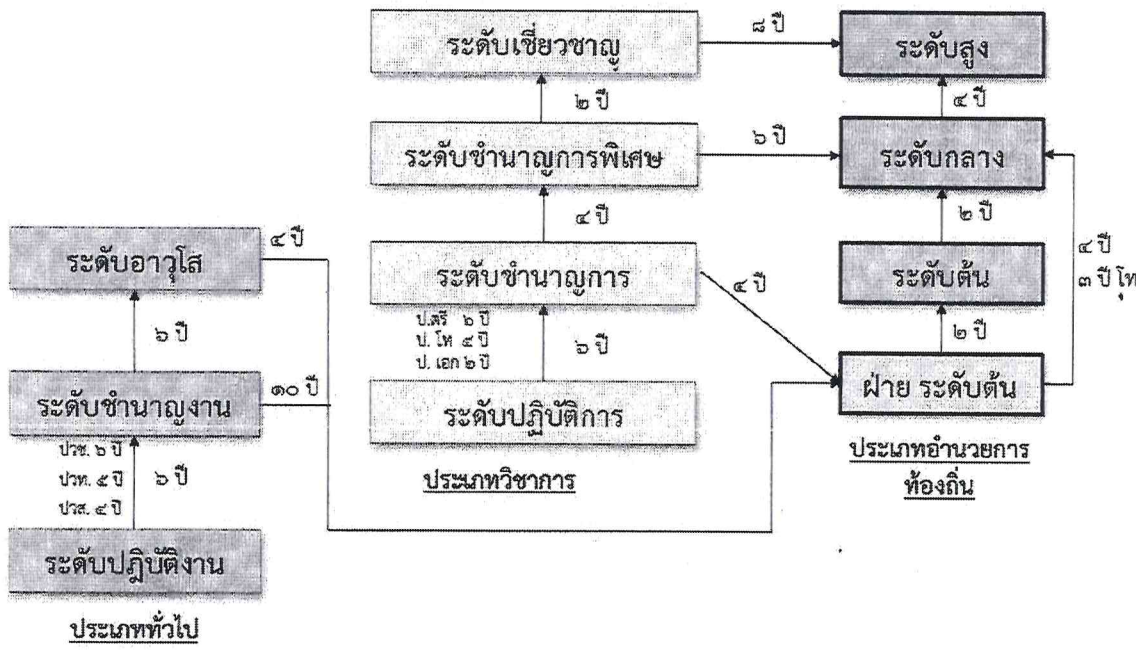 ระดับเชี่ยวชาญ
๘ ปี
ระดับสูง
๒ ปี
๔ ปี
ระดับชำนาญการพิเศษ
๖ ปี
ระดับกลาง
๔ ปี
๒ ปี
ระดับอาวุโส
๔ ปี
ระดับชำนาญการ
๔ ปี
ระดับต้น
๔ ปี
๓ ปี โท
๖ ปี
ป.ตรี ๖ ปี
ป. โท ๔ ปี
ป. เอก ๒ ปี
๖ ปี
๒ ปี
ระดับชำนาญงาน
๑๐ ปี
ระดับปฏิบัติการ
ฝ่าย ระดับต้น
ปวช. ๖ ปี
ปวท. ๕ ปี
ปวส. ๔ ปี
๖ ปี
ประเภทวิชาการ
ประเภทอำนวยการ
ท้องถิ่น
ระดับปฏิบัติงาน
ประเภททั่วไป